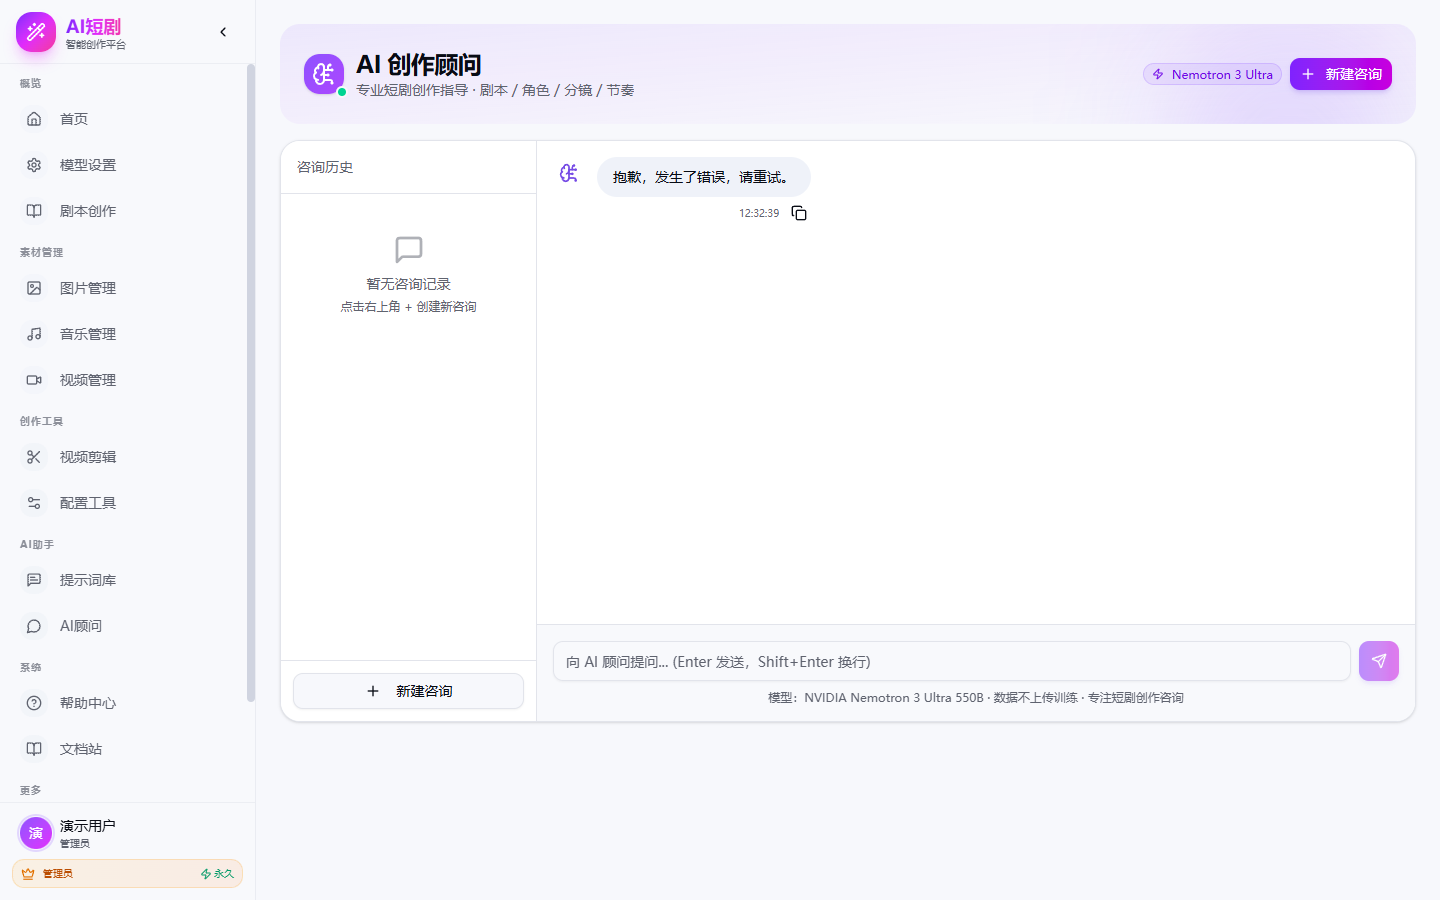 AI短剧
智能创作平台
概览
首页
模型设置
剧本创作
素材管理
图片管理
音乐管理
视频管理
创作工具
视频剪辑
配置工具
AI助手
提示词库
AI顾问
系统
帮助中心
文档站
更多
演
演示用户
管理员
管理员
永久
AI 创作顾问
专业短剧创作指导 · 剧本 / 角色 / 分镜 / 节奏
Nemotron 3 Ultra
新建咨询
咨询历史
暂无咨询记录
点击右上角 + 创建新咨询
新建咨询
抱歉，发生了错误，请重试。
12:32:39
向 AI 顾问提问... (Enter 发送，Shift+Enter 换行)
模型：NVIDIA Nemotron 3 Ultra 550B · 数据不上传训练 · 专注短剧创作咨询